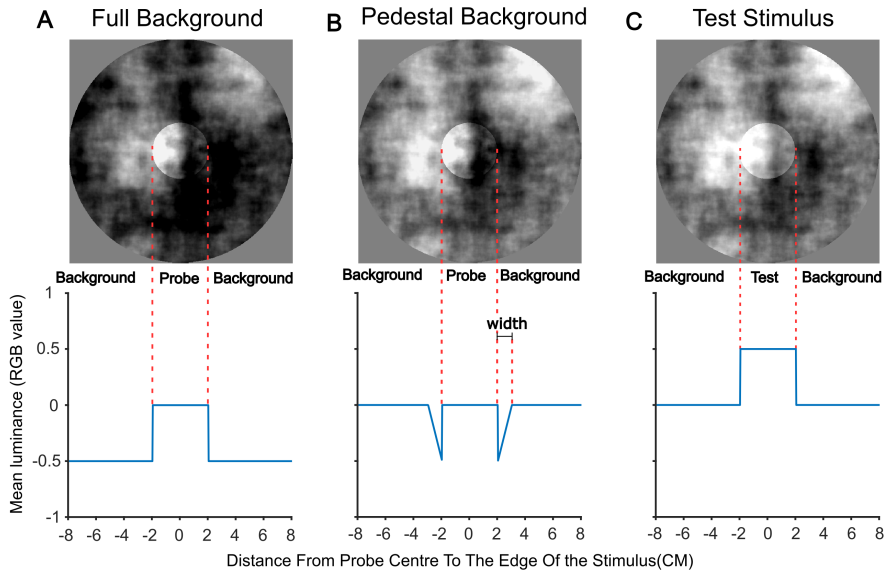 A Full Background
B Pedestal Background
C Test Stimulus
Background Probe Background
Background Probe Background
Background Test Background
width
Mean luminance (RGB value)
1
0.5
0
-0.5
-1
-8 -6 -4 -2 0 2 4 6 8
-8 -6 -4 -2 0 2 4 6 8
-8 -6 -4 -2 0 2 4 6 8
Distance From Probe Centre To The Edge Of the Stimulus(CM)